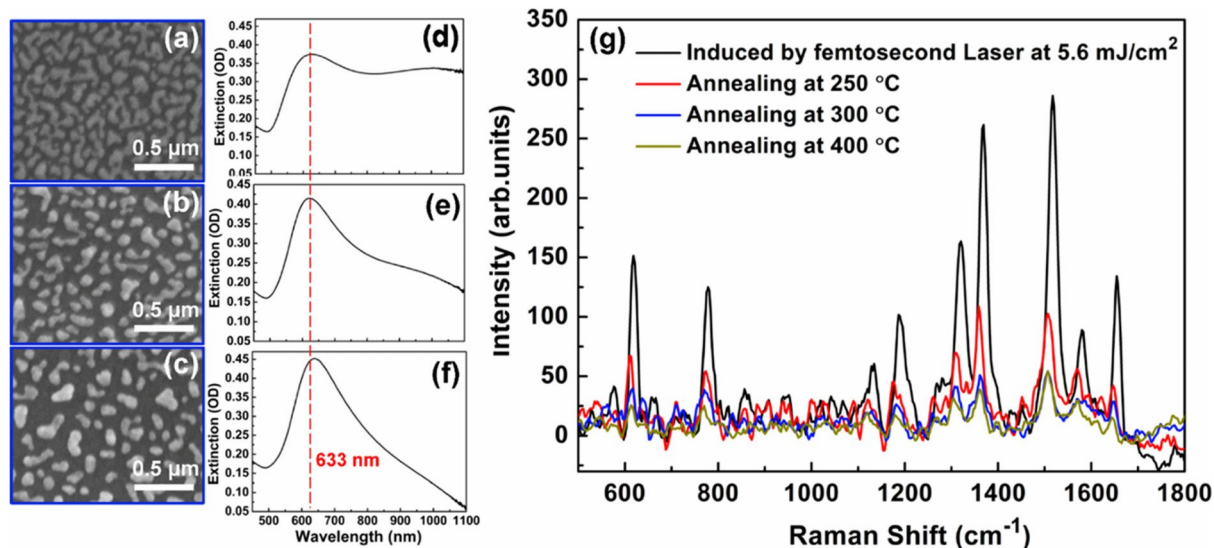 (a)
0.5 μm
(b)
0.5 μm
(c)
0.5 μm
(d)
Extinction (OD)
0.45
0.40
0.35
0.30
0.25
0.20
0.15
0.10
0.05
(e)
Extinction (OD)
0.45
0.40
0.35
0.30
0.25
0.20
0.15
0.10
0.05
(f)
Extinction (OD)
0.45
0.40
0.35
0.30
0.25
0.20
0.15
0.10
0.05
633 nm
500 600 700 800 900 1000 1100
Wavelength (nm)
(g)
Induced by femtosecond Laser at 5.6 mJ/cm²
Annealing at 250 °C
Annealing at 300 °C
Annealing at 400 °C
Intensity (arb.units)
350
300
250
200
150
100
50
0
600 800 1000 1200 1400 1600 1800
Raman Shift (cm⁻¹)